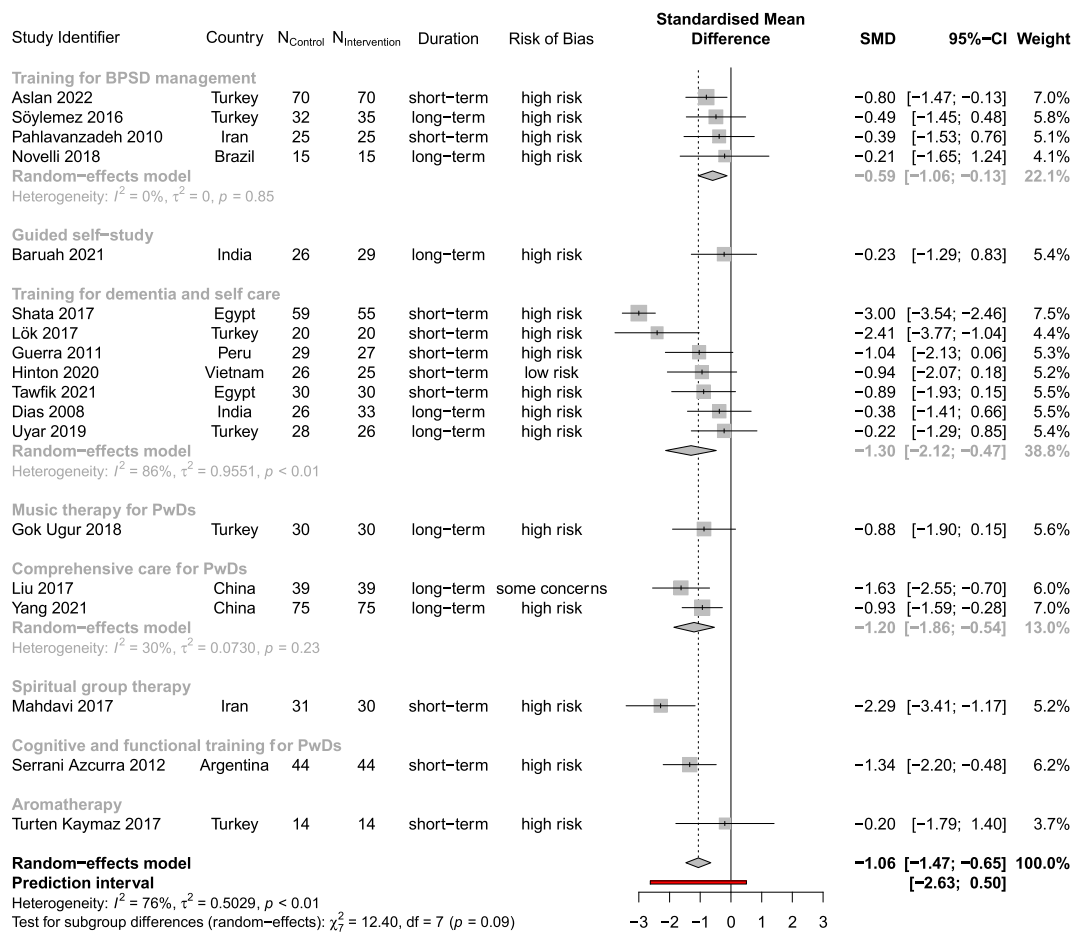 Standardised Mean
Study Identifier Country N_Control N_Intervention Duration Risk of Bias Difference SMD 95%−CI Weight
Training for BPSD management
Aslan 2022 Turkey 70 70 short−term high risk −0.80 [−1.47; −0.13] 7.0%
Söylemez 2016 Turkey 32 35 long−term high risk −0.49 [−1.45; 0.48] 5.8%
Pahlavanzadeh 2010 Iran 25 25 short−term high risk −0.39 [−1.53; 0.76] 5.1%
Novelli 2018 Brazil 15 15 long−term high risk −0.21 [−1.65; 1.24] 4.1%
Random−effects model −0.59 [−1.06; −0.13] 22.1%
Heterogeneity: I² = 0%, τ² = 0, p = 0.85
Guided self−study
Baruah 2021 India 26 29 long−term high risk −0.23 [−1.29; 0.83] 5.4%
Training for dementia and self care
Shata 2017 Egypt 59 55 short−term high risk −3.00 [−3.54; −2.46] 7.5%
Lök 2017 Turkey 20 20 short−term high risk −2.41 [−3.77; −1.04] 4.4%
Guerra 2011 Peru 29 27 short−term high risk −1.04 [−2.13; 0.06] 5.3%
Hinton 2020 Vietnam 26 25 short−term low risk −0.94 [−2.07; 0.18] 5.2%
Tawfik 2021 Egypt 30 30 short−term high risk −0.89 [−1.93; 0.15] 5.5%
Dias 2008 India 26 33 long−term high risk −0.38 [−1.41; 0.66] 5.5%
Uyar 2019 Turkey 28 26 long−term high risk −0.22 [−1.29; 0.85] 5.4%
Random−effects model −1.30 [−2.12; −0.47] 38.8%
Heterogeneity: I² = 86%, τ² = 0.9551, p < 0.01
Music therapy for PwDs
Gok Ugur 2018 Turkey 30 30 long−term high risk −0.88 [−1.90; 0.15] 5.6%
Comprehensive care for PwDs
Liu 2017 China 39 39 long−term some concerns −1.63 [−2.55; −0.70] 6.0%
Yang 2021 China 75 75 long−term high risk −0.93 [−1.59; −0.28] 7.0%
Random−effects model −1.20 [−1.86; −0.54] 13.0%
Heterogeneity: I² = 30%, τ² = 0.0730, p = 0.23
Spiritual group therapy
Mahdavi 2017 Iran 31 30 short−term high risk −2.29 [−3.41; −1.17] 5.2%
Cognitive and functional training for PwDs
Serrani Azcurra 2012 Argentina 44 44 short−term high risk −1.34 [−2.20; −0.48] 6.2%
Aromatherapy
Turten Kaymaz 2017 Turkey 14 14 short−term high risk −0.20 [−1.79; 1.40] 3.7%
Random−effects model −1.06 [−1.47; −0.65] 100.0%
Prediction interval [−2.63; 0.50]
Heterogeneity: I² = 76%, τ² = 0.5029, p < 0.01
Test for subgroup differences (random−effects): χ²₇ = 12.40, df = 7 (p = 0.09)
−3 −2 −1 0 1 2 3